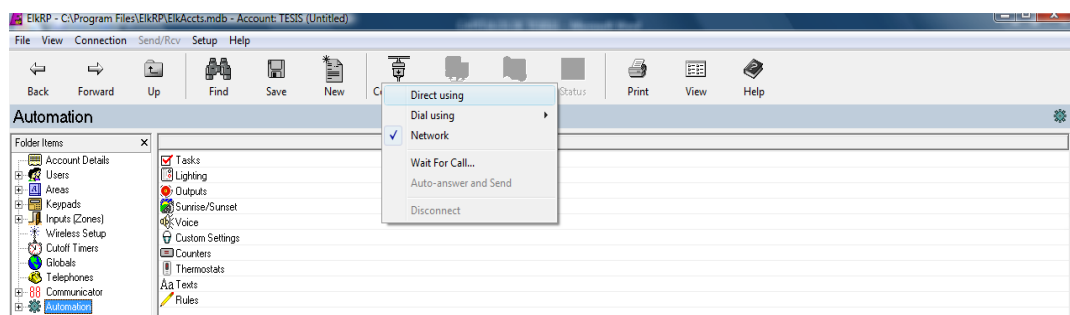 ElkRP - C:\Program Files\ElkRP\ElkAccts.mdb - Account: TESIS (Untitled)
File View Connection Send/Rcv Setup Help
Back Forward Up Find Save New Status Print View Help
Automation
Folder Items
Account Details
Users
Areas
Keypads
Inputs (Zones)
Wireless Setup
Cutoff Timers
Globals
Telephones
88 Communicator
Automation
Tasks
Lighting
Outputs
Sunrise/Sunset
Voice
Custom Settings
Counters
Thermostats
Aa Texts
Rules
Direct using
Dial using
Network
Wait For Call...
Auto-answer and Send
Disconnect